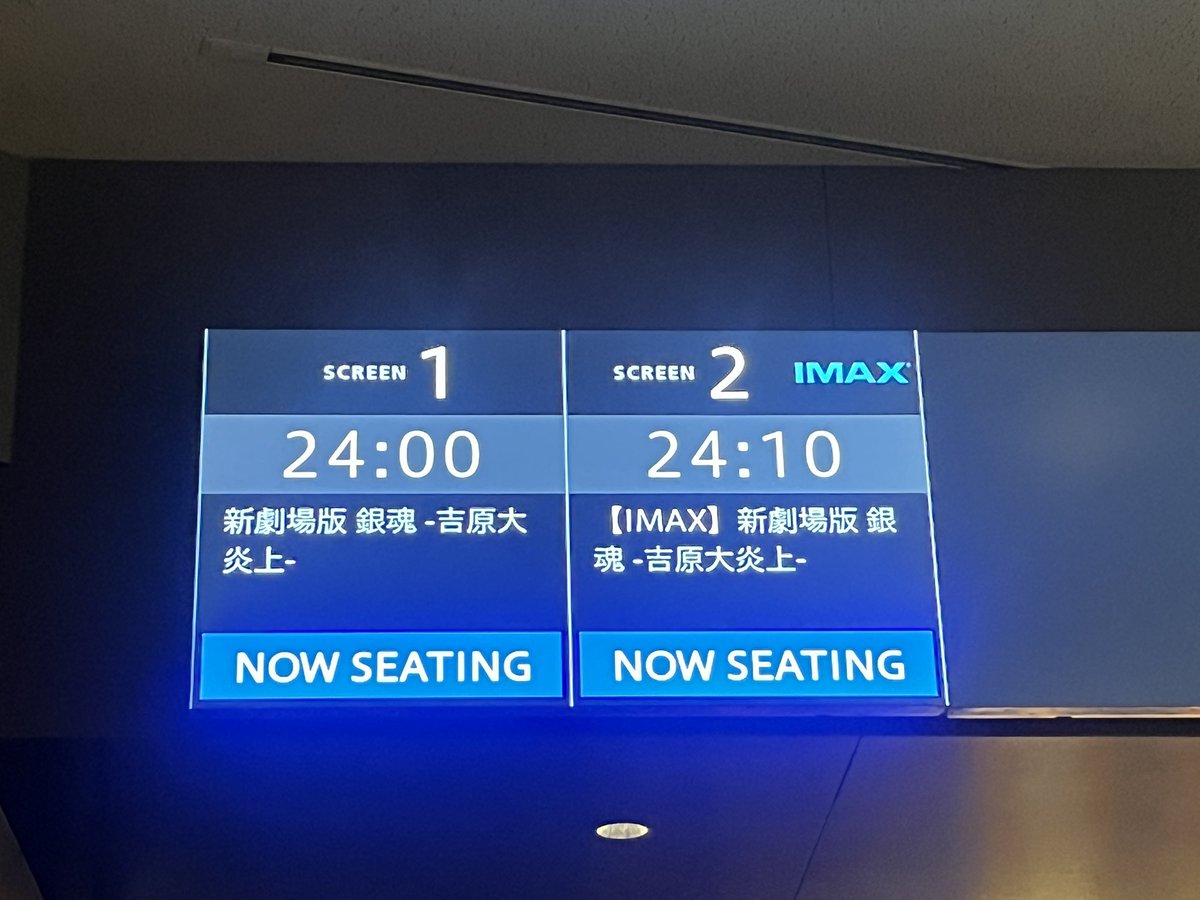 SCREEN 1
24:00
新劇場版 銀魂 -吉原大
炎上-
NOW SEATING
SCREEN 2 IMAX
24:10
【IMAX】新劇場版 銀
魂 -吉原大炎上-
NOW SEATING